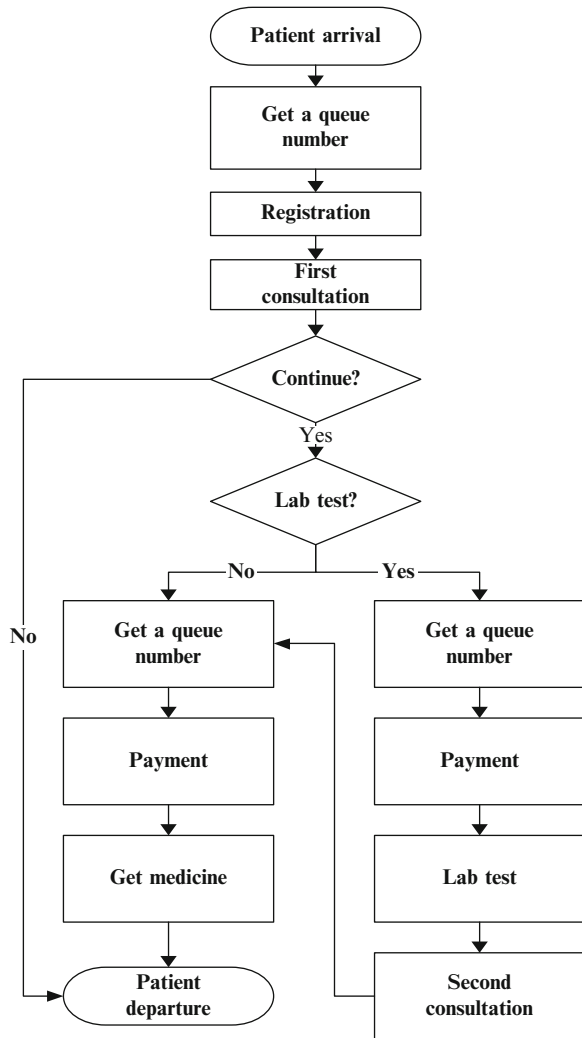 Patient arrival
Get a queue
number
Registration
First
consultation
Continue?
Yes
Lab test?
No
Yes
No
Get a queue
number
Get a queue
number
Payment
Payment
Get medicine
Lab test
Patient
departure
Second
consultation